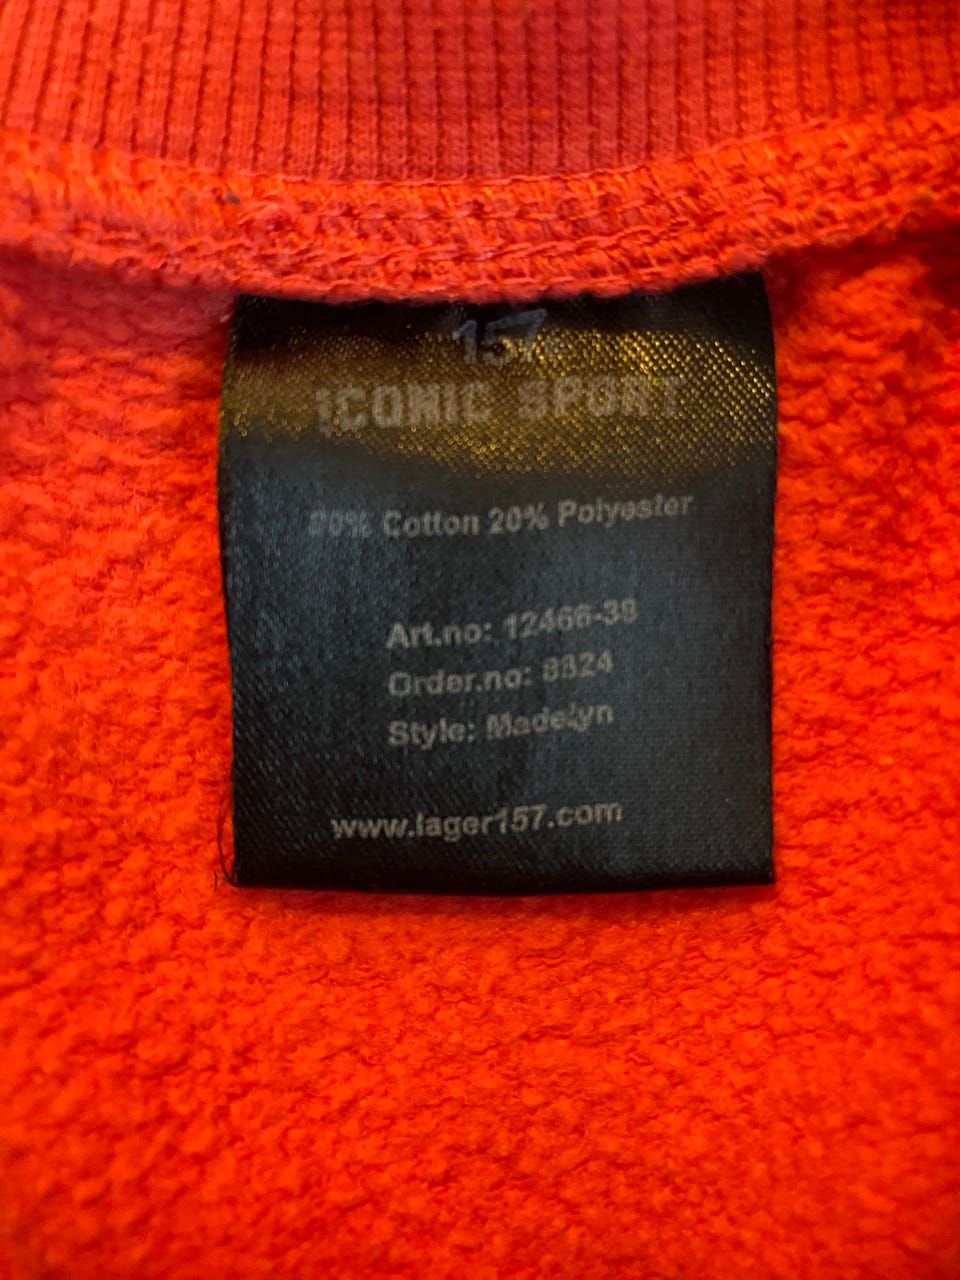 157
ICONIC SPORT
80% Cotton 20% Polyester
Art.no: 12466-38
Order.no: 8824
Style: Madelyn
www.lager157.com